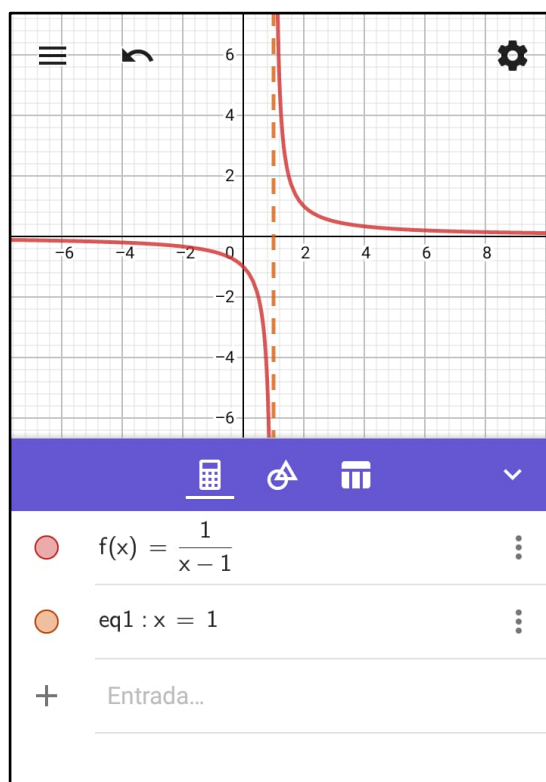 6
4
2
−6 −4 −2 0 2 4 6 8
−2
−4
−6
f(x) = 1/(x − 1)
eq1 : x = 1
+ Entrada...